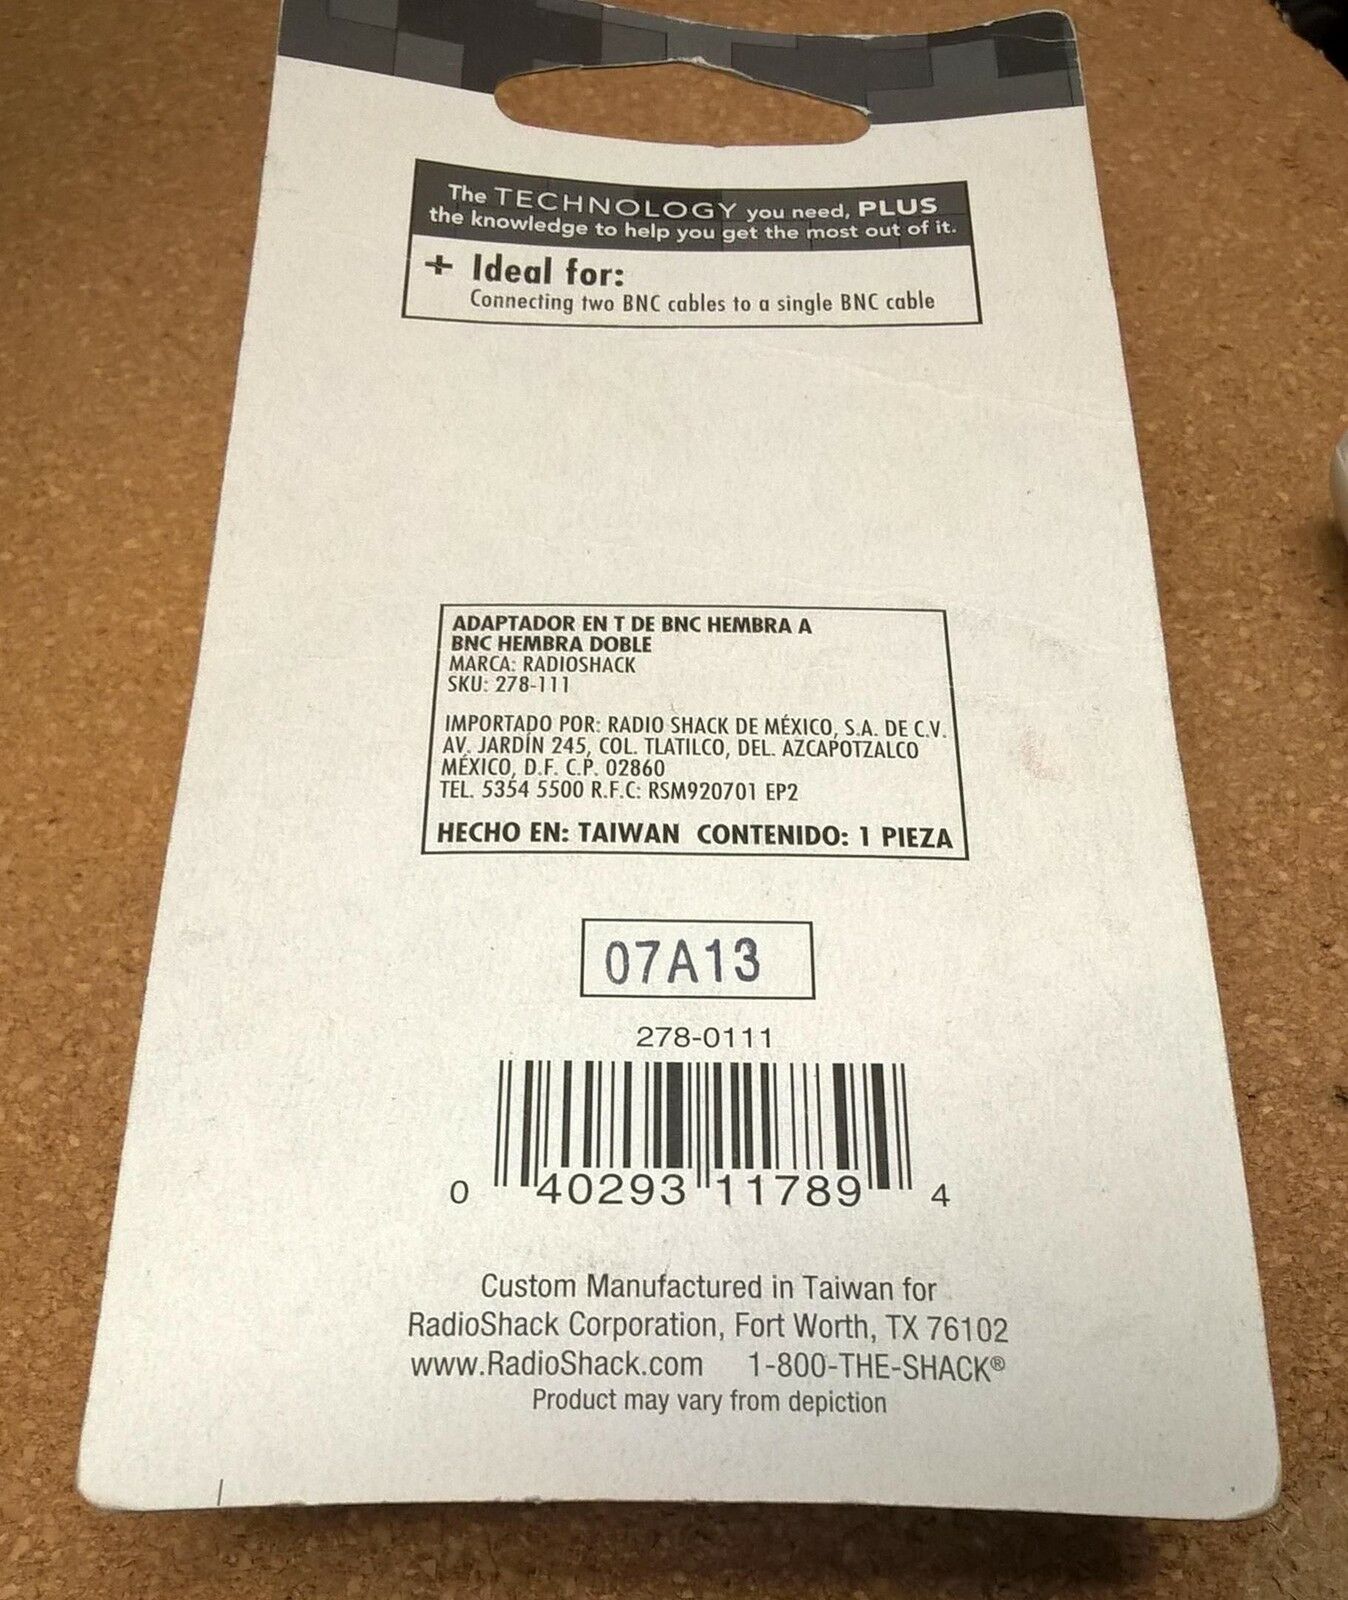 The TECHNOLOGY you need, PLUS
the knowledge to help you get the most out of it.
+ Ideal for:
Connecting two BNC cables to a single BNC cable
ADAPTADOR EN T DE BNC HEMBRA A
BNC HEMBRA DOBLE
MARCA: RADIOSHACK
SKU: 278-111
IMPORTADO POR: RADIO SHACK DE MÉXICO, S.A. DE C.V.
AV. JARDÍN 245, COL. TLATILCO, DEL. AZCAPOTZALCO
MÉXICO, D.F. C.P. 02860
TEL. 5354 5500 R.F.C: RSM920701 EP2
HECHO EN: TAIWAN CONTENIDO: 1 PIEZA
07A13
278-0111
0 40293 11789 4
Custom Manufactured in Taiwan for
RadioShack Corporation, Fort Worth, TX 76102
www.RadioShack.com 1-800-THE-SHACK®
Product may vary from depiction